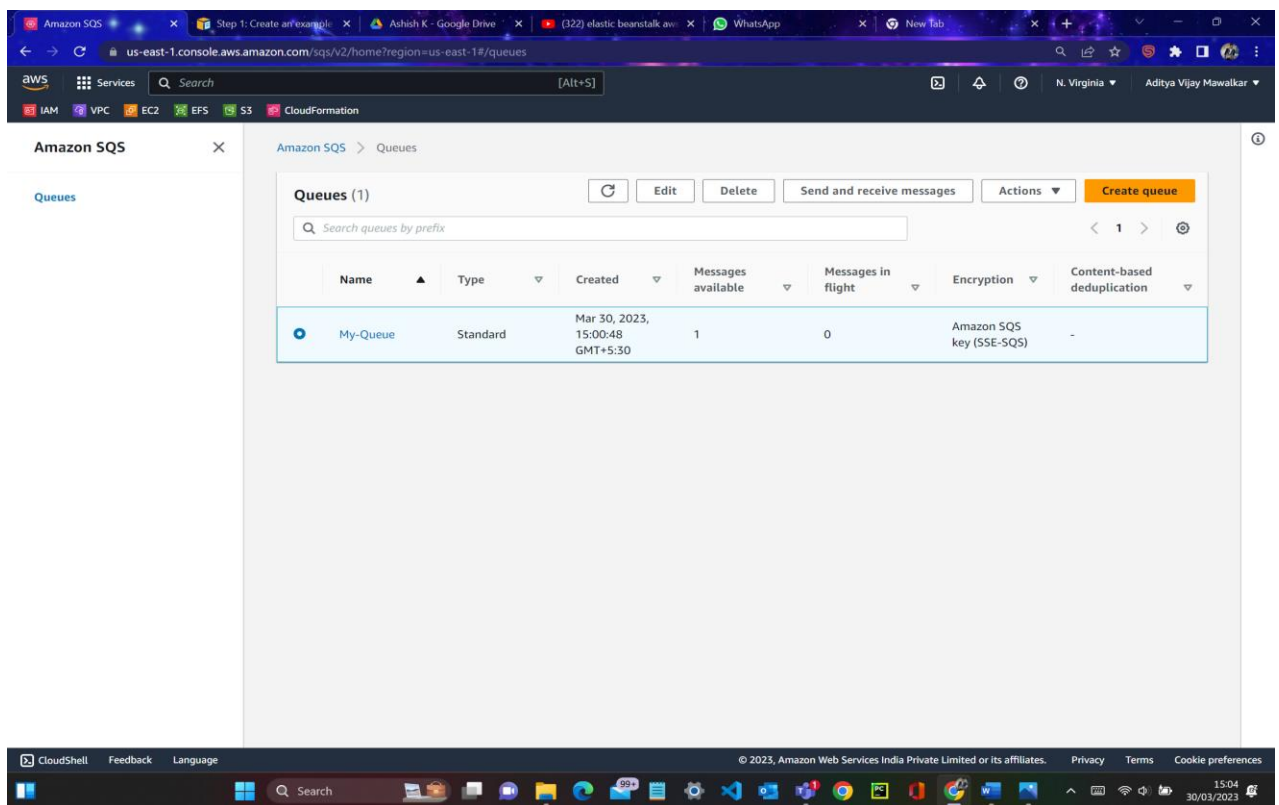 Amazon SQS
Step 1: Create an example
Ashish K - Google Drive
(322) elastic beanstalk aw
WhatsApp
New Tab
us-east-1.console.aws.amazon.com/sqs/v2/home?region=us-east-1#/queues
aws
Services
Search
[Alt+S]
N. Virginia
Aditya Vijay Mawalkar
IAM
VPC
EC2
EFS
S3
CloudFormation
Amazon SQS
Queues
Amazon SQS > Queues
Queues (1)
Edit
Delete
Send and receive messages
Actions
Create queue
Search queues by prefix
1
Name
Type
Created
Messages
available
Messages in
flight
Encryption
Content-based
deduplication
My-Queue
Standard
Mar 30, 2023,
15:00:48
GMT+5:30
1
0
Amazon SQS
key (SSE-SQS)
-
CloudShell
Feedback
Language
© 2023, Amazon Web Services India Private Limited or its affiliates.
Privacy
Terms
Cookie preferences
Search
99+
15:04
30/03/2023